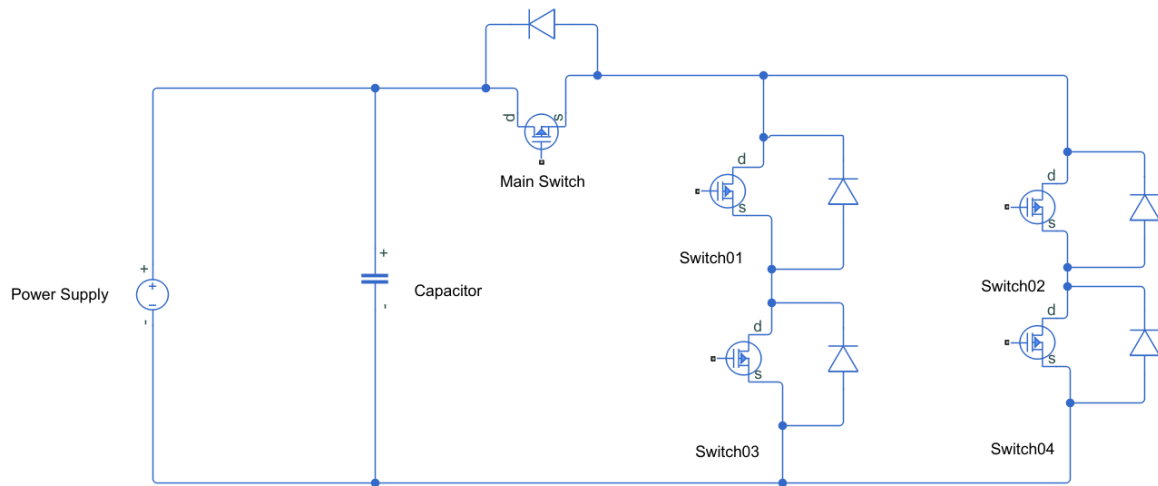 d
s
Main Switch
d
s
Switch01
d
s
Switch02
+
+
+
-
-
-
Power Supply
Capacitor
d
s
Switch03
d
s
Switch04